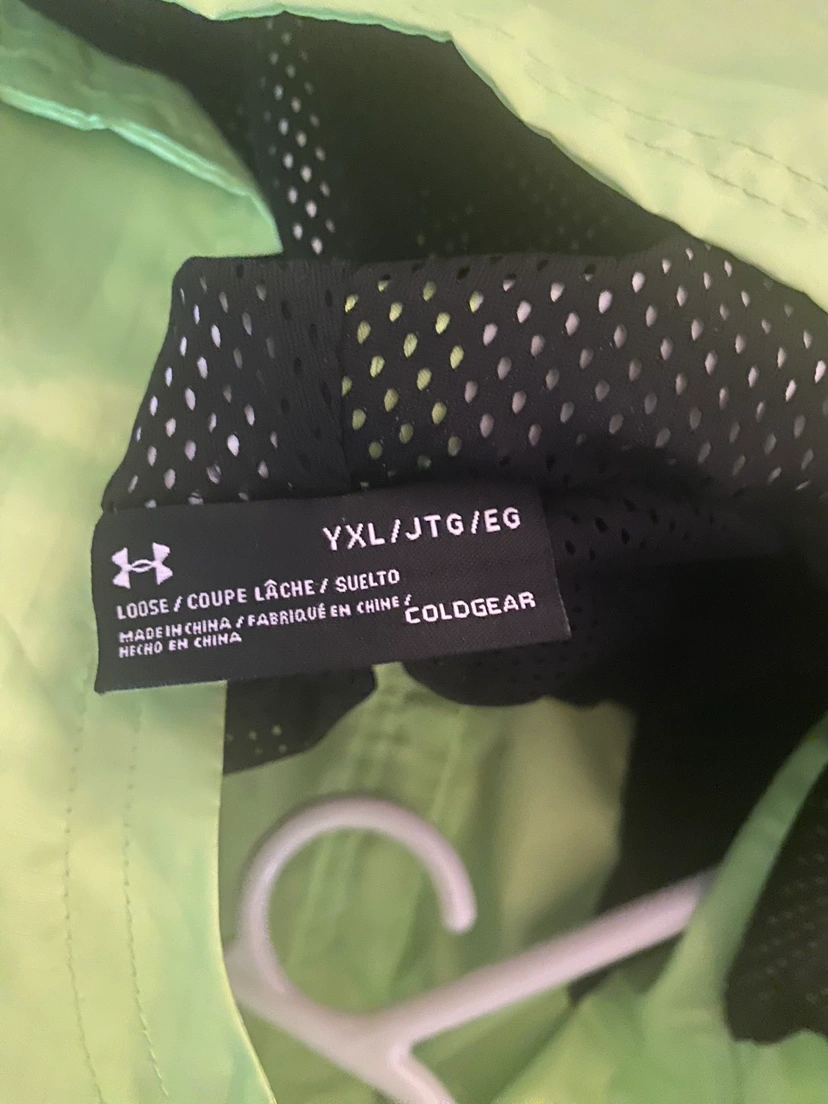 YXL/JTG/EG
LOOSE / COUPE LÂCHE / SUELTO
MADE IN CHINA / FABRIQUÉ EN CHINE /
HECHO EN CHINA
COLDGEAR